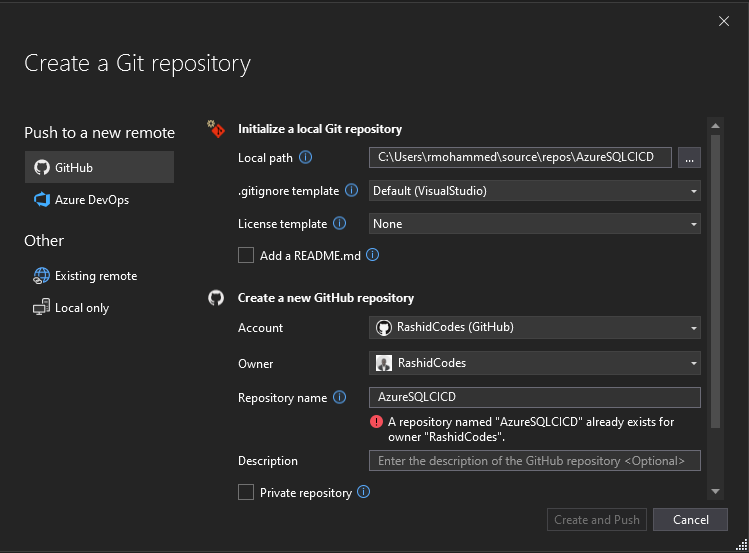 Create a Git repository
Push to a new remote
GitHub
Azure DevOps
Other
Existing remote
Local only
Initialize a local Git repository
Local path
C:\Users\rmohammed\source\repos\AzureSQLCICD
...
.gitignore template
Default (VisualStudio)
License template
None
Add a README.md
Create a new GitHub repository
Account
RashidCodes (GitHub)
Owner
RashidCodes
Repository name
AzureSQLCICD
A repository named "AzureSQLCICD" already exists for
owner "RashidCodes".
Description
Enter the description of the GitHub repository <Optional>
Private repository
Create and Push
Cancel